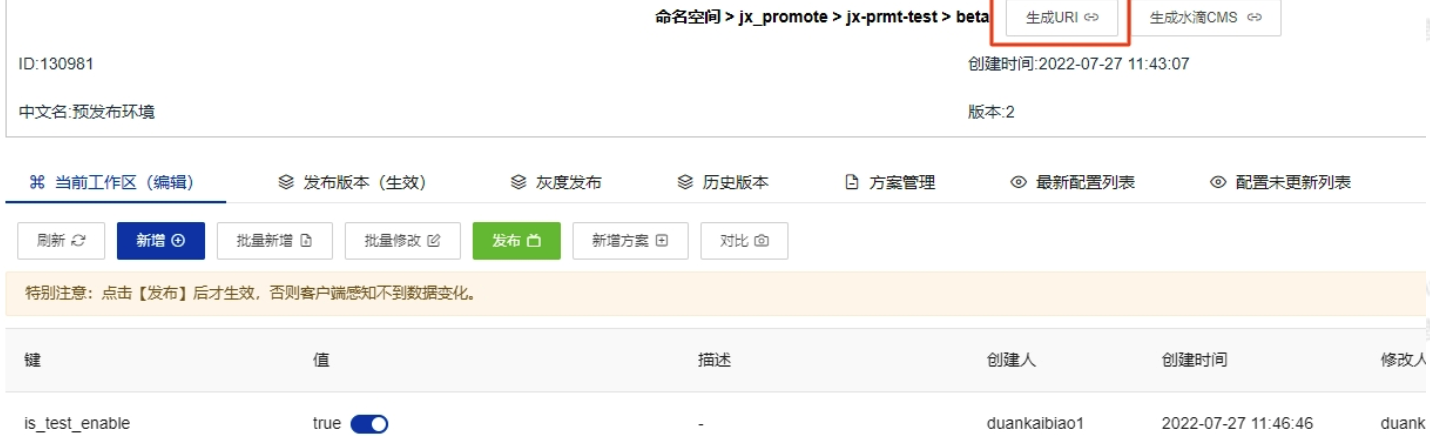 命名空间 > jx_promote > jx-prmt-test > beta 生成URI 生成水滴CMS
ID:130981 创建时间:2022-07-27 11:43:07
中文名:预发布环境 版本:2
当前工作区（编辑） 发布版本（生效） 灰度发布 历史版本 方案管理 最新配置列表 配置未更新列表
刷新 新增 批量新增 批量修改 发布 新增方案 对比
特别注意：点击【发布】后才生效，否则客户端感知不到数据变化。
键 值 描述 创建人 创建时间 修改人
is_test_enable true - duankaibiao1 2022-07-27 11:46:46 duank